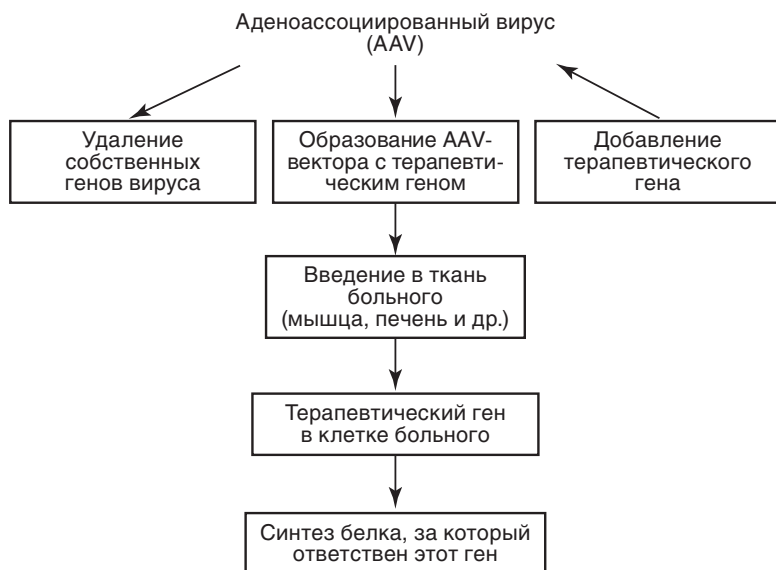 Аденоассоциированный вирус
(AAV)
Удаление
собственных
генов вируса
Образование AAV-
вектора с терапевти-
ческим геном
Добавление
терапевтического
гена
Введение в ткань
больного
(мышца, печень и др.)
Терапевтический ген
в клетке больного
Синтез белка, за который
ответствен этот ген